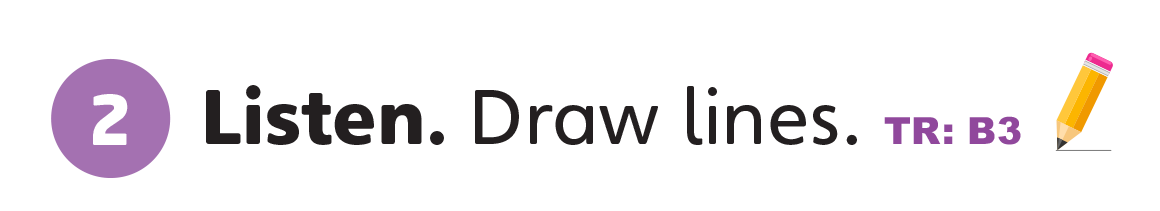 2 Listen. Draw lines. TR: B3